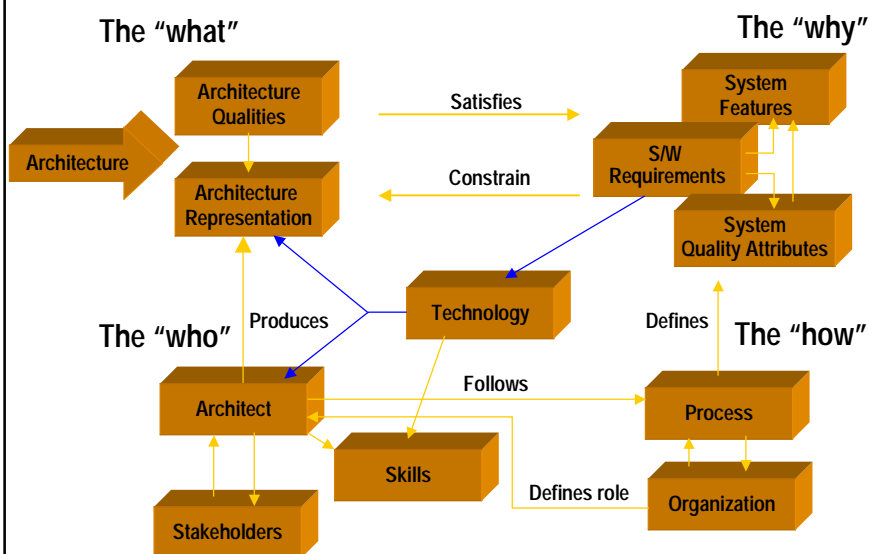 The “what”
The “why”
Architecture
Qualities
Satisfies
System
Features
Architecture
S/W
Requirements
Constrain
Architecture
Representation
System
Quality Attributes
Technology
The “who”
Produces
Defines
The “how”
Follows
Architect
Process
Skills
Defines role
Organization
Stakeholders